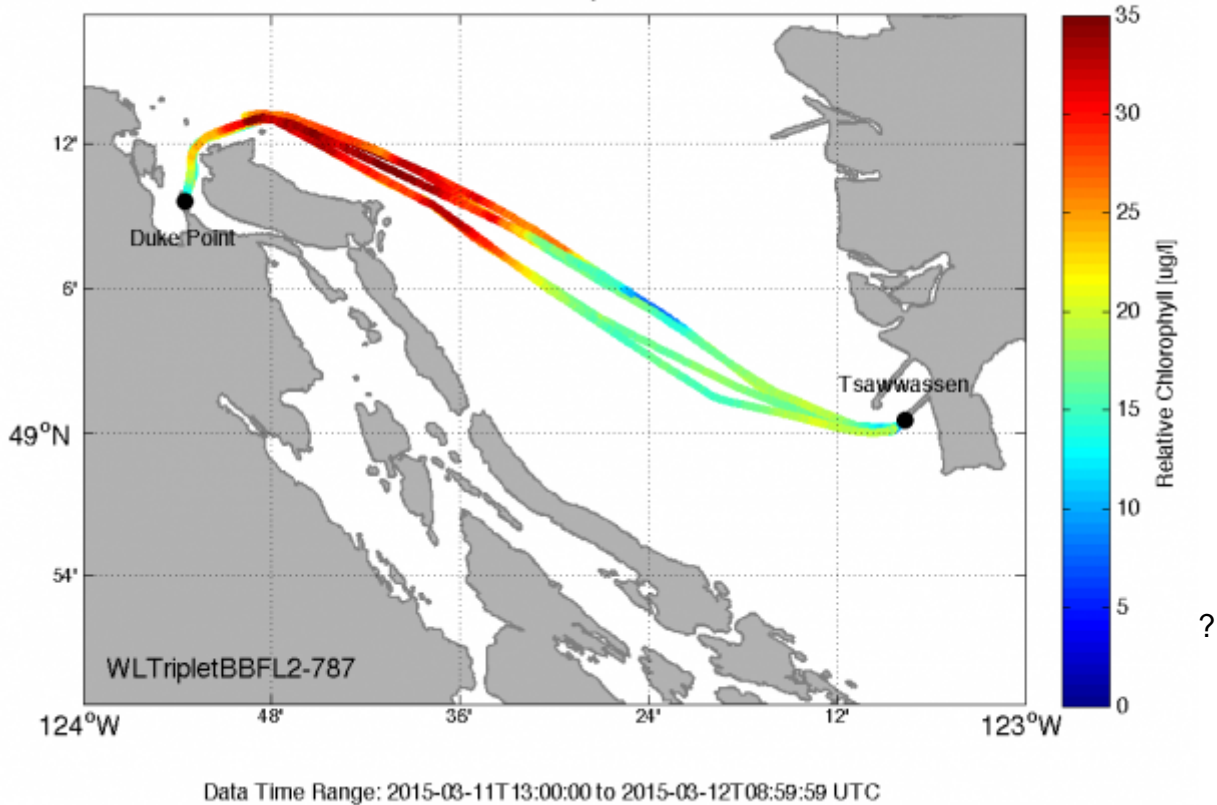 35
30
25
20
15
10
5
0
Relative Chlorophyll [ug/l]
12'
6'
49°N
54'
Duke Point
Tsawwassen
?
WLTripletBBFL2-787
124°W
48'
36'
24'
12'
123°W
Data Time Range: 2015-03-11T13:00:00 to 2015-03-12T08:59:59 UTC